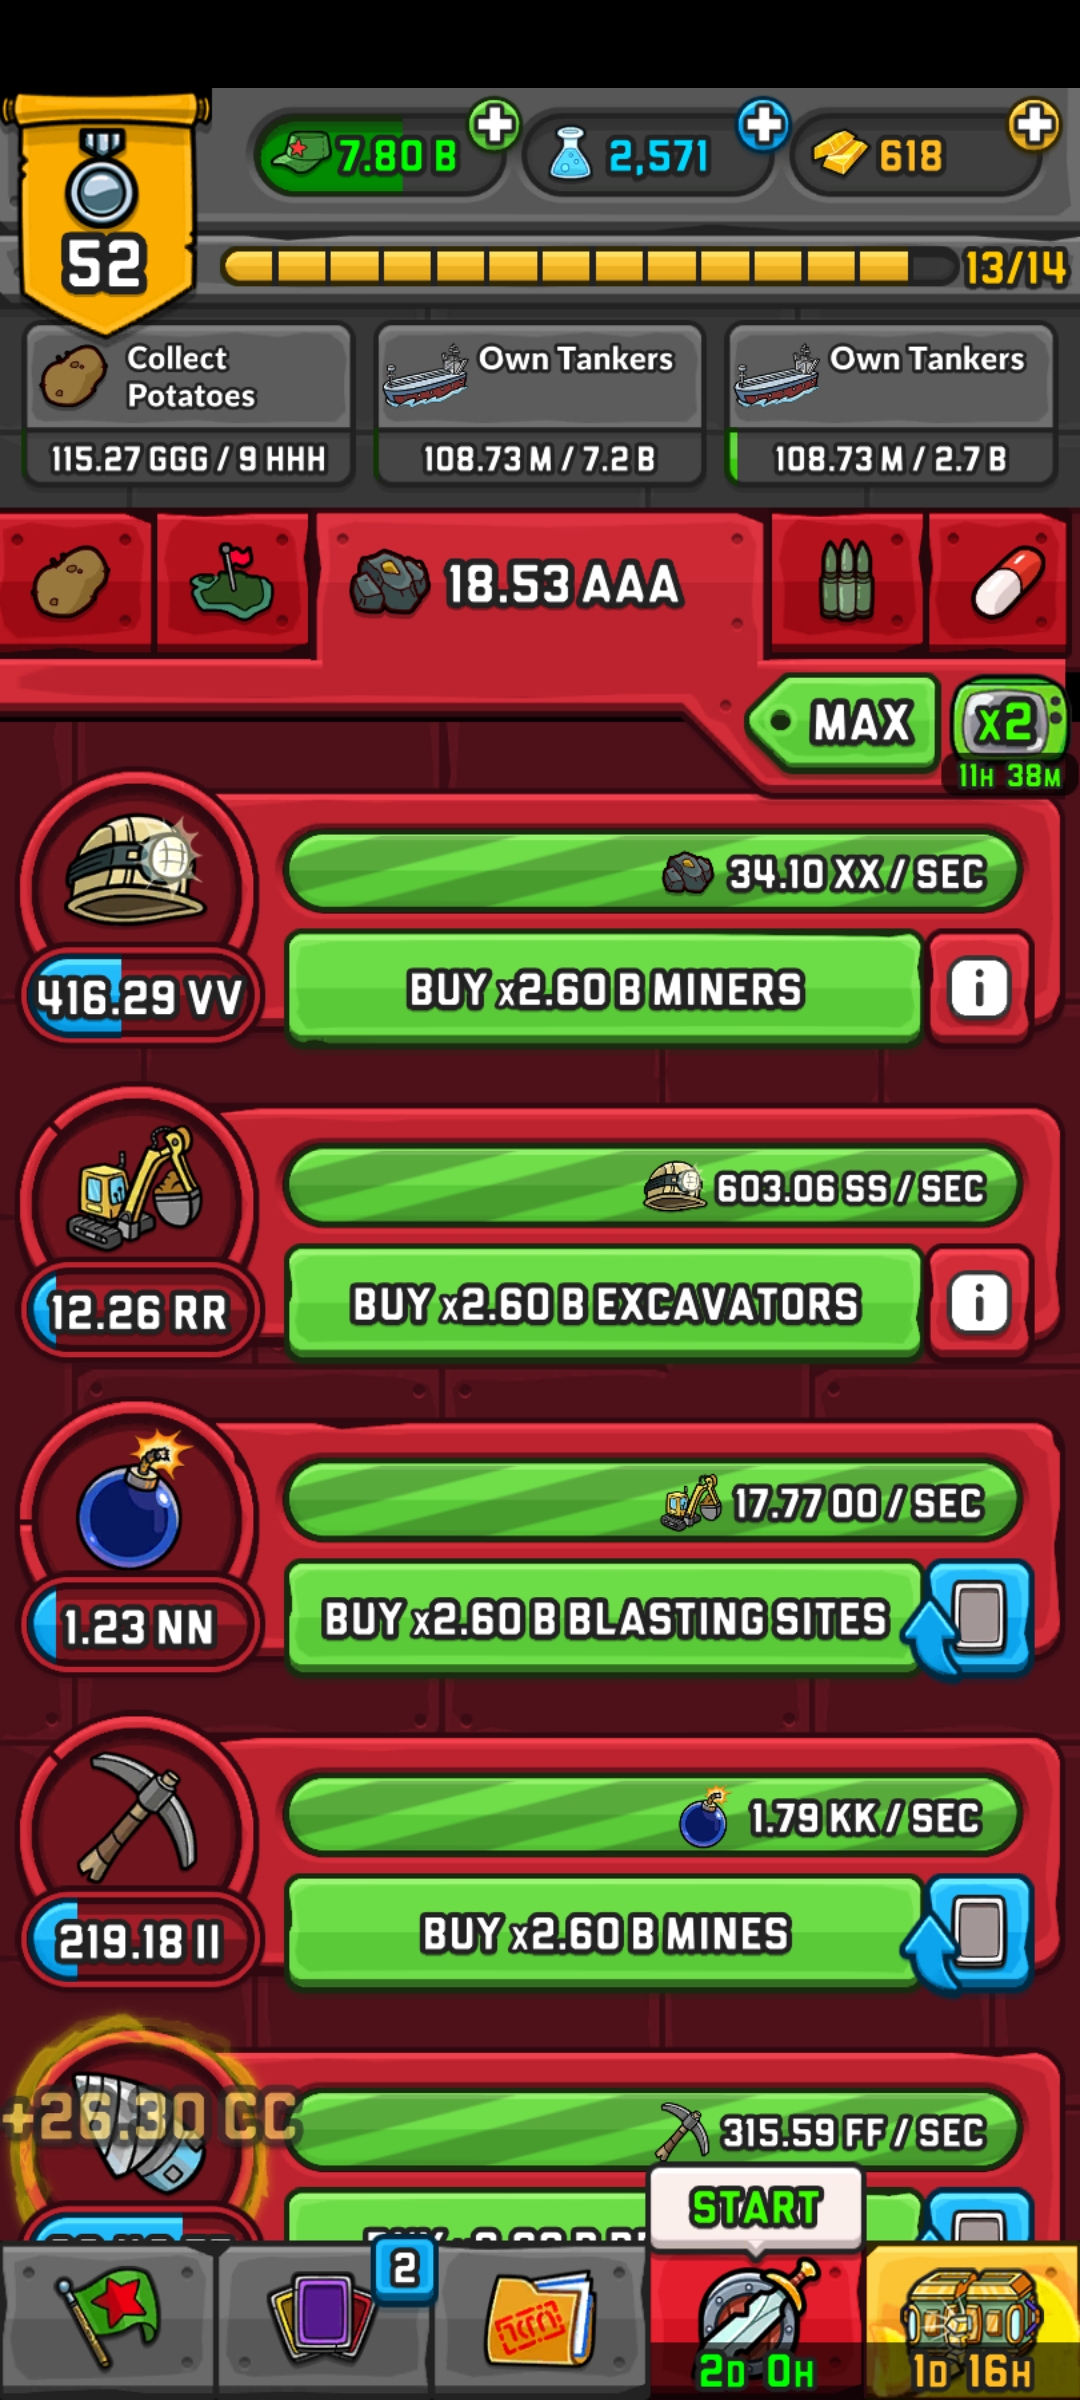 7.80 B
2,571
618
52
13/14
Collect
Potatoes
115.27 GGG / 9 HHH
Own Tankers
108.73 M / 7.2 B
Own Tankers
108.73 M / 2.7 B
18.53 AAA
MAX
x2
11H 38M
34.10 XX / SEC
416.29 VV
BUY x2.60 B MINERS
i
603.06 SS / SEC
12.26 RR
BUY x2.60 B EXCAVATORS
i
17.77 OO / SEC
1.23 NN
BUY x2.60 B BLASTING SITES
1.79 KK / SEC
219.18 II
BUY x2.60 B MINES
+26.30 CC
315.59 FF / SEC
START
2
2D 0H
1D 16H